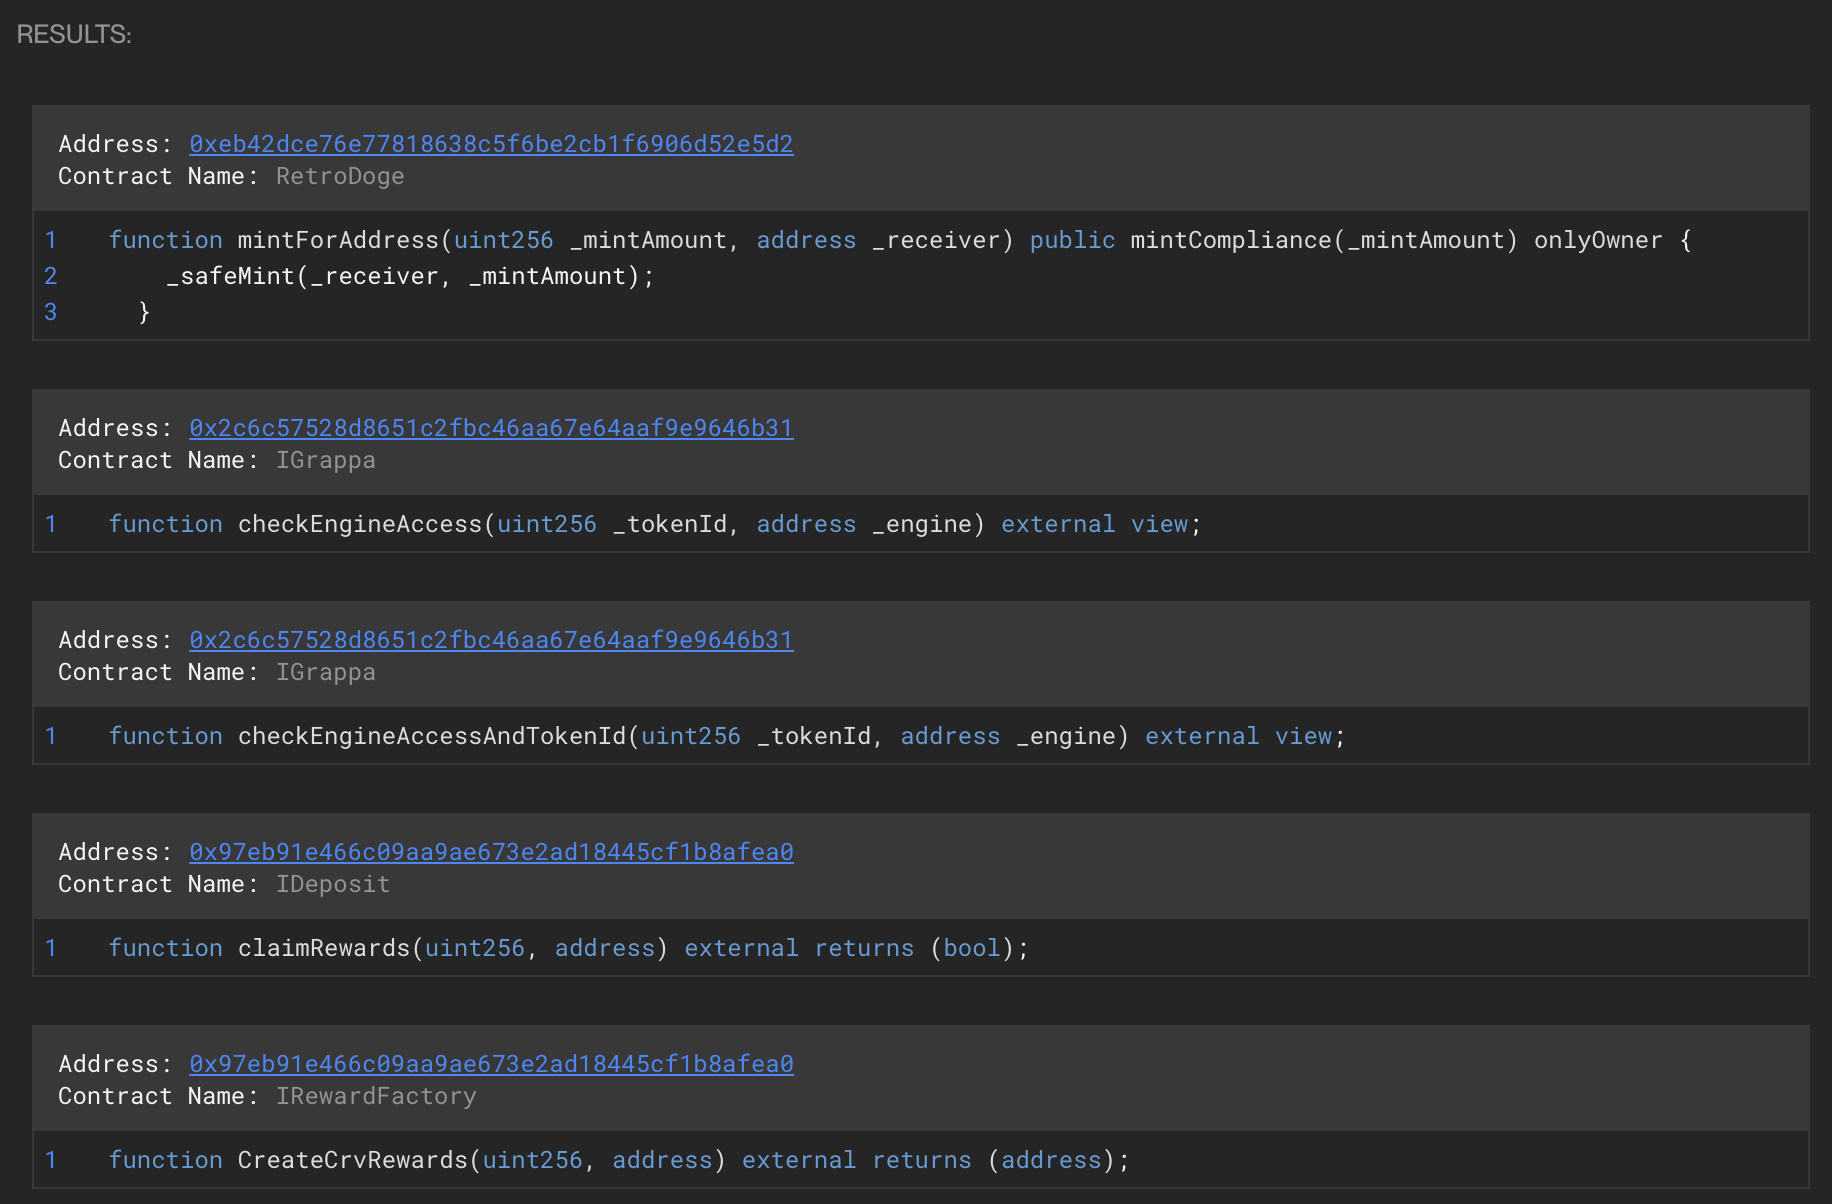 RESULTS:
Address: 0xeb42dce76e77818638c5f6be2cb1f6906d52e5d2
Contract Name: RetroDoge
1 function mintForAddress(uint256 _mintAmount, address _receiver) public mintCompliance(_mintAmount) onlyOwner {
2 _safeMint(_receiver, _mintAmount);
3 }
Address: 0x2c6c57528d8651c2fbc46aa67e64aaf9e9646b31
Contract Name: IGrappa
1 function checkEngineAccess(uint256 _tokenId, address _engine) external view;
Address: 0x2c6c57528d8651c2fbc46aa67e64aaf9e9646b31
Contract Name: IGrappa
1 function checkEngineAccessAndTokenId(uint256 _tokenId, address _engine) external view;
Address: 0x97eb91e466c09aa9ae673e2ad18445cf1b8afea0
Contract Name: IDeposit
1 function claimRewards(uint256, address) external returns (bool);
Address: 0x97eb91e466c09aa9ae673e2ad18445cf1b8afea0
Contract Name: IRewardFactory
1 function CreateCrvRewards(uint256, address) external returns (address);